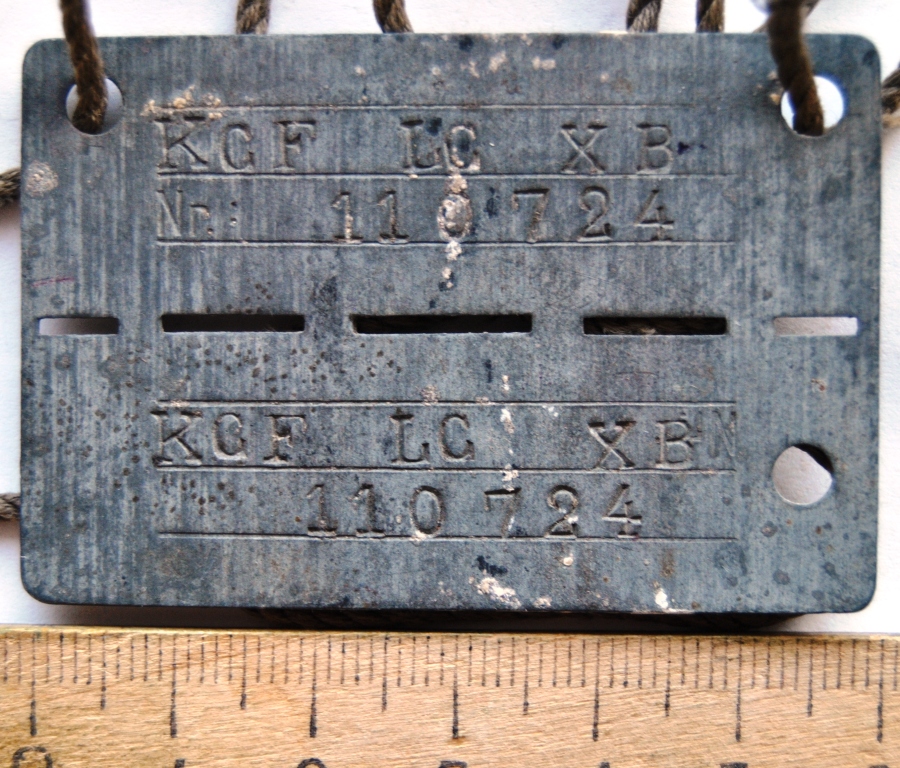 KGF LG XB
Nr.: 110724
KGF LG XB
110724